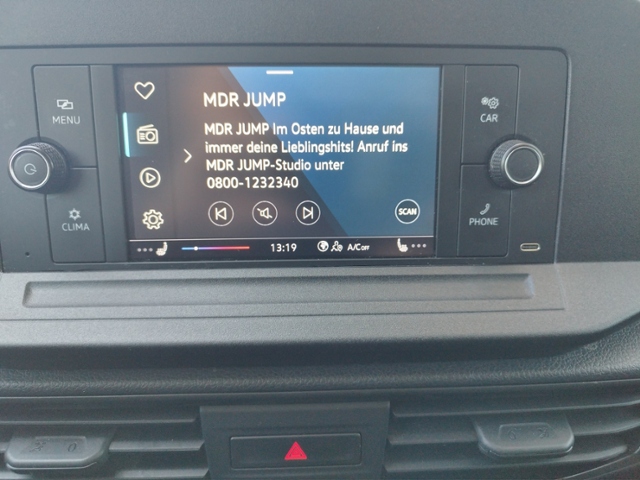 MENU
CLIMA
MDR JUMP
MDR JUMP Im Osten zu Hause und
immer deine Lieblingshits! Anruf ins
MDR JUMP-Studio unter
0800-1232340
SCAN
13:19
A/C OFF
CAR
PHONE